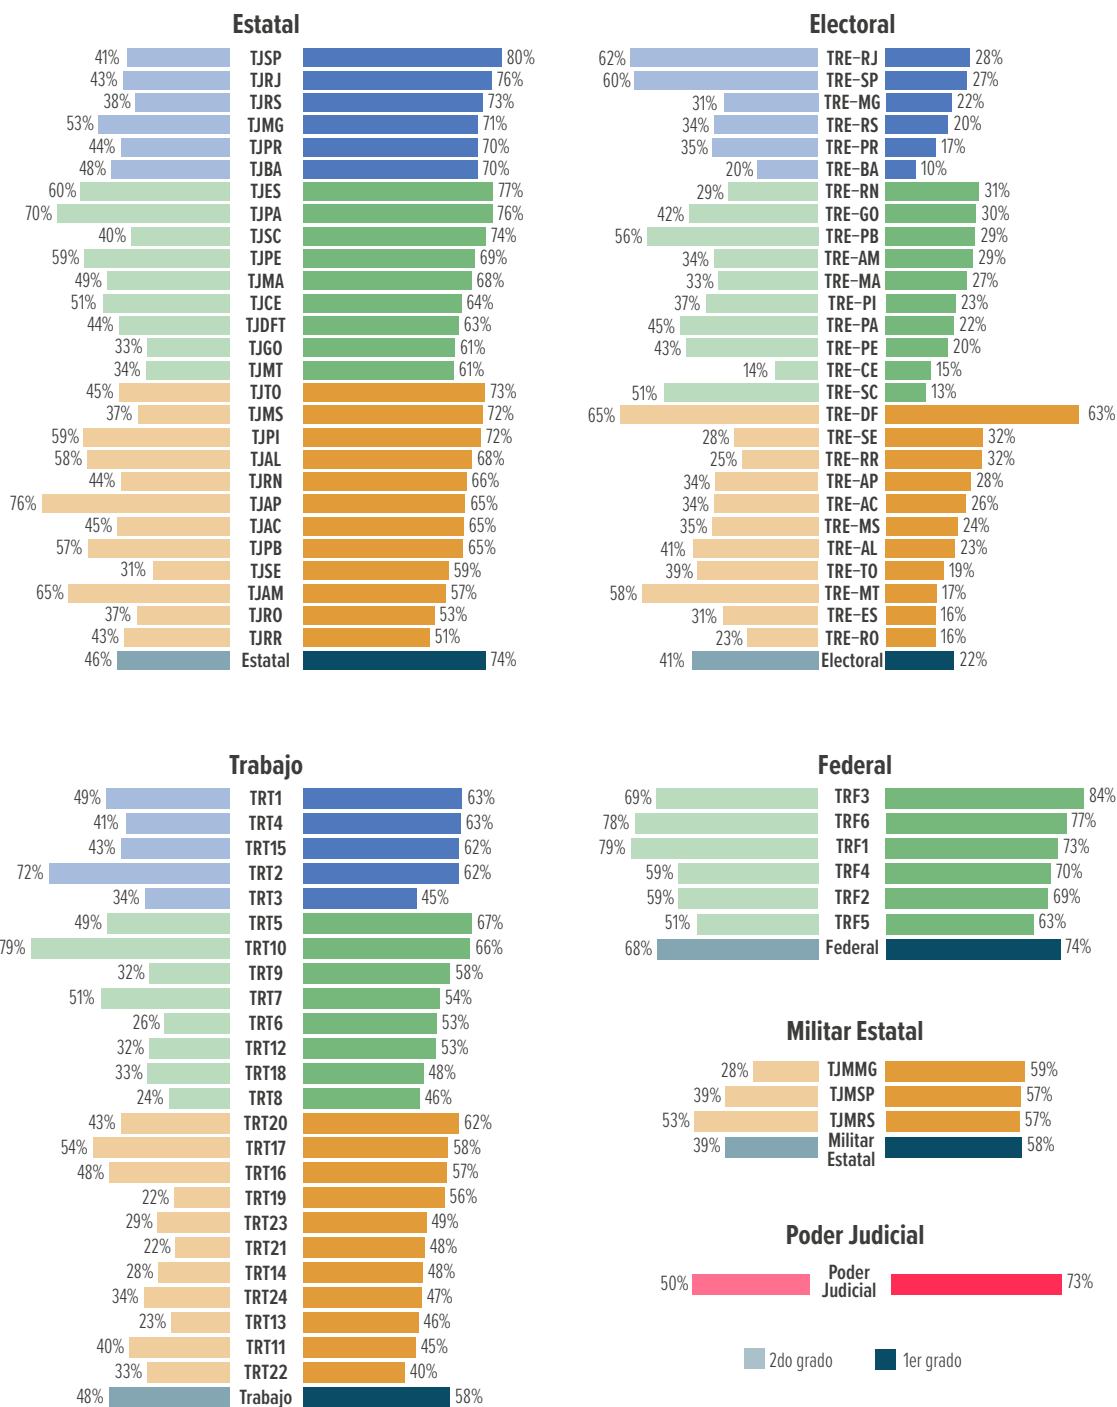 Estatal
41% TJSP 80%
43% TJRJ 76%
38% TJRS 73%
53% TJMG 71%
44% TJPR 70%
48% TJBA 70%
60% TJES 77%
70% TJPA 76%
40% TJSC 74%
59% TJPE 69%
49% TJMA 68%
51% TJCE 64%
44% TJDFT 63%
33% TJGO 61%
34% TJMT 61%
45% TJTO 73%
37% TJMS 72%
59% TJPI 72%
58% TJAL 68%
44% TJRN 66%
76% TJAP 65%
45% TJAC 65%
57% TJPB 65%
31% TJSE 59%
65% TJAM 57%
37% TJRO 53%
43% TJRR 51%
46% Estatal 74%
Electoral
62% TRE-RJ 28%
60% TRE-SP 27%
31% TRE-MG 22%
34% TRE-RS 20%
35% TRE-PR 17%
20% TRE-BA 10%
29% TRE-RN 31%
42% TRE-GO 30%
56% TRE-PB 29%
34% TRE-AM 29%
33% TRE-MA 27%
37% TRE-PI 23%
45% TRE-PA 22%
43% TRE-PE 20%
14% TRE-CE 15%
51% TRE-SC 13%
65% TRE-DF 63%
28% TRE-SE 32%
25% TRE-RR 32%
34% TRE-AP 28%
34% TRE-AC 26%
35% TRE-MS 24%
41% TRE-AL 23%
39% TRE-TO 19%
58% TRE-MT 17%
31% TRE-ES 16%
23% TRE-RO 16%
41% Electoral 22%
Trabajo
49% TRT1 63%
41% TRT4 63%
43% TRT15 62%
72% TRT2 62%
34% TRT3 45%
49% TRT5 67%
79% TRT10 66%
32% TRT9 58%
51% TRT7 54%
26% TRT6 53%
32% TRT12 53%
33% TRT18 48%
24% TRT8 46%
43% TRT20 62%
54% TRT17 58%
48% TRT16 57%
22% TRT19 56%
29% TRT23 49%
22% TRT21 48%
28% TRT14 48%
34% TRT24 47%
23% TRT13 46%
40% TRT11 45%
33% TRT22 40%
48% Trabajo 58%
Federal
69% TRF3 84%
78% TRF6 77%
79% TRF1 73%
59% TRF4 70%
59% TRF2 69%
51% TRF5 63%
68% Federal 74%
Militar Estatal
28% TJMMG 59%
39% TJMSP 57%
53% TJMRS 57%
39% Militar 58%
Estatal
Poder Judicial
50% Poder 73%
Judicial
2do grado 1er grado